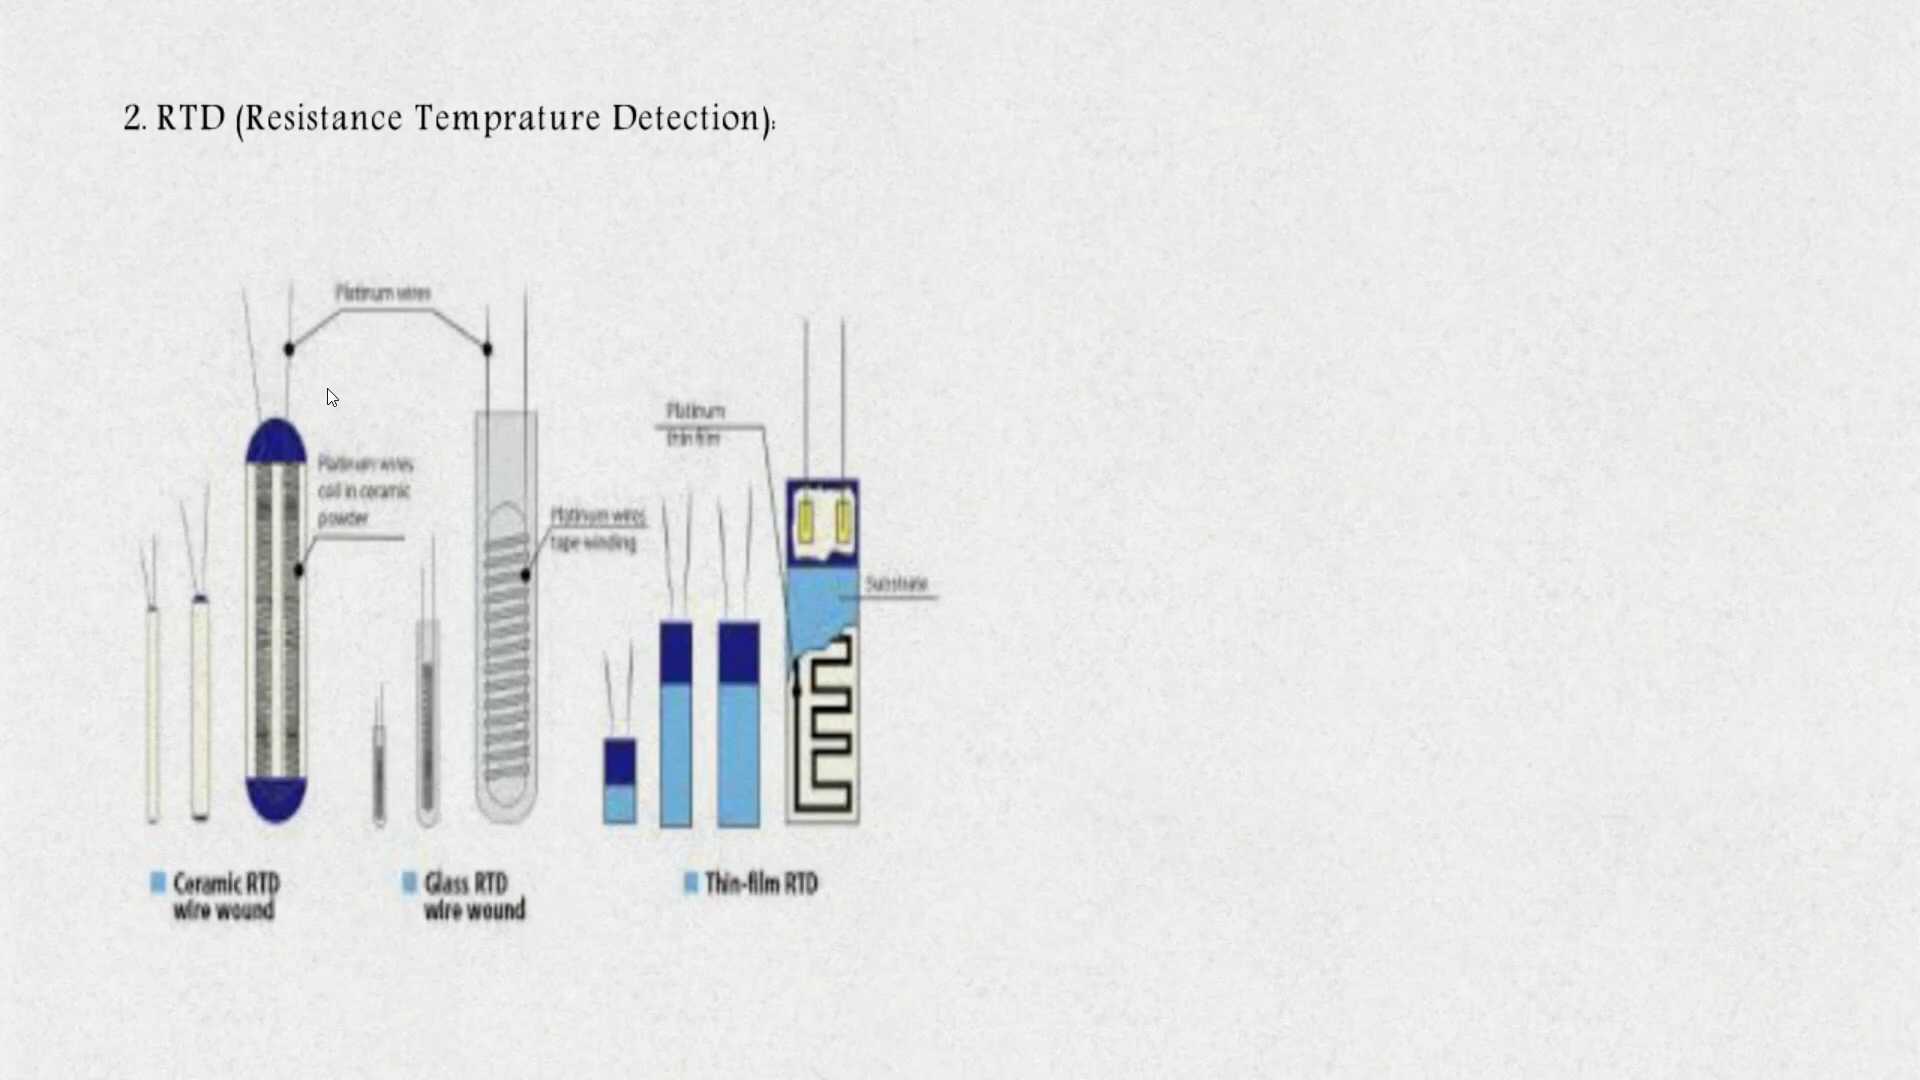 2. RTD (Resistance Temprature Detection):
Platinum wires
Platinum wires
coil in ceramic
powder
Platinum wires
tape winding
Platinum
thin film
Substrate
Ceramic RTD
wire wound
Glass RTD
wire wound
Thin-film RTD